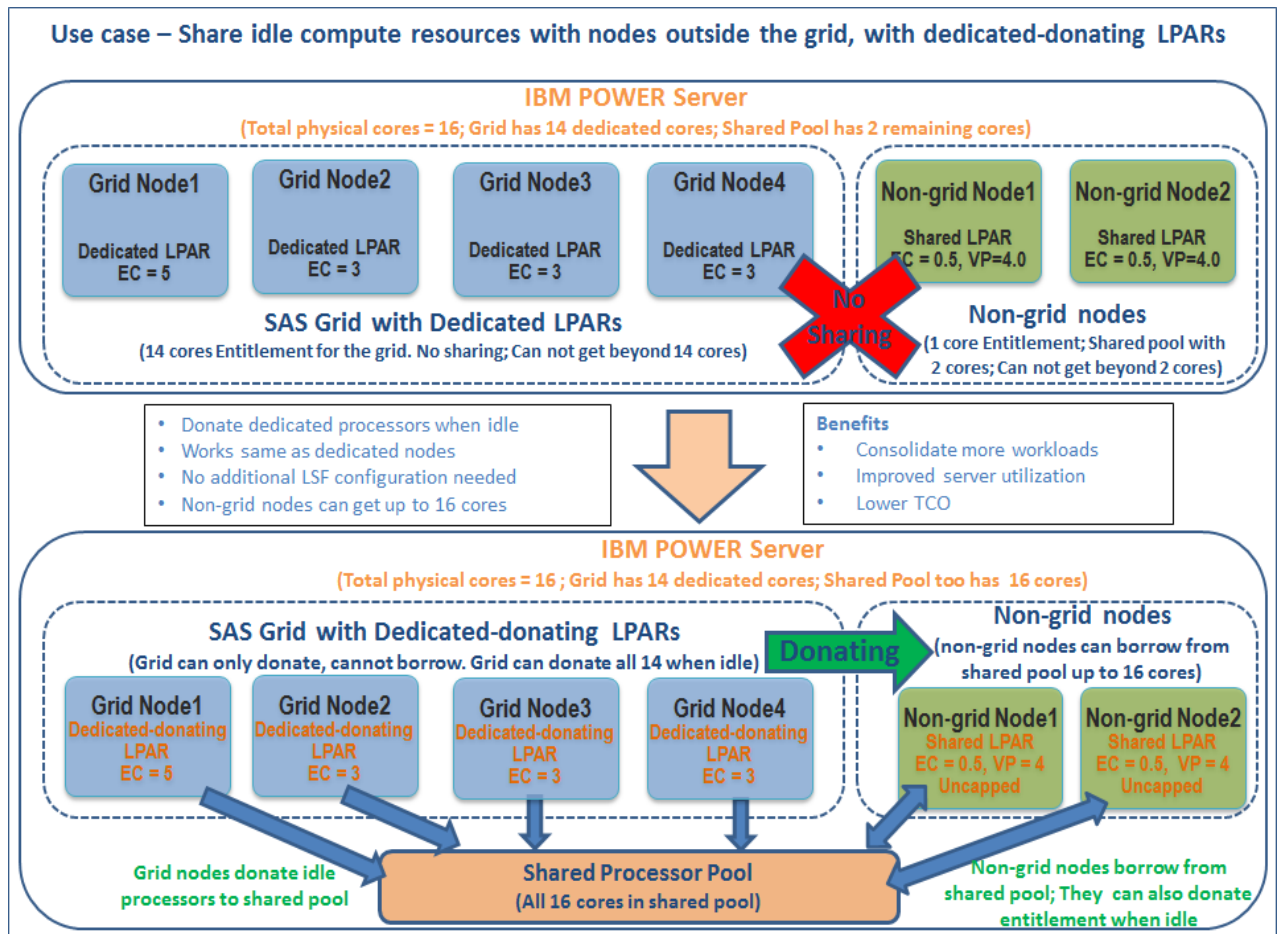 Use case – Share idle compute resources with nodes outside the grid, with dedicated-donating LPARs
IBM POWER Server
(Total physical cores = 16; Grid has 14 dedicated cores; Shared Pool has 2 remaining cores)
Grid Node1
Dedicated LPAR
EC = 5
Grid Node2
Dedicated LPAR
EC = 3
Grid Node3
Dedicated LPAR
EC = 3
Grid Node4
Dedicated LPAR
EC = 3
Non-grid Node1
Shared LPAR
EC = 0.5, VP=4.0
Non-grid Node2
Shared LPAR
EC = 0.5, VP=4.0
SAS Grid with Dedicated LPARs
(14 cores Entitlement for the grid. No sharing; Can not get beyond 14 cores)
No
Sharing
Non-grid nodes
(1 core Entitlement; Shared pool with
2 cores; Can not get beyond 2 cores)
• Donate dedicated processors when idle
• Works same as dedicated nodes
• No additional LSF configuration needed
• Non-grid nodes can get up to 16 cores
Benefits
• Consolidate more workloads
• Improved server utilization
• Lower TCO
IBM POWER Server
(Total physical cores = 16 ; Grid has 14 dedicated cores; Shared Pool too has 16 cores)
SAS Grid with Dedicated-donating LPARs
(Grid can only donate, cannot borrow. Grid can donate all 14 when idle)
Donating
Non-grid nodes
(non-grid nodes can borrow from
shared pool up to 16 cores)
Grid Node1
Dedicated-donating
LPAR
EC = 5
Grid Node2
Dedicated-donating
LPAR
EC = 3
Grid Node3
Dedicated-donating
LPAR
EC = 3
Grid Node4
Dedicated-donating
LPAR
EC = 3
Non-grid Node1
Shared LPAR
EC = 0.5, VP = 4
Uncapped
Non-grid Node2
Shared LPAR
EC = 0.5, VP = 4
Uncapped
Grid nodes donate idle
processors to shared pool
Shared Processor Pool
(All 16 cores in shared pool)
Non-grid nodes borrow from
shared pool; They can also donate
entitlement when idle